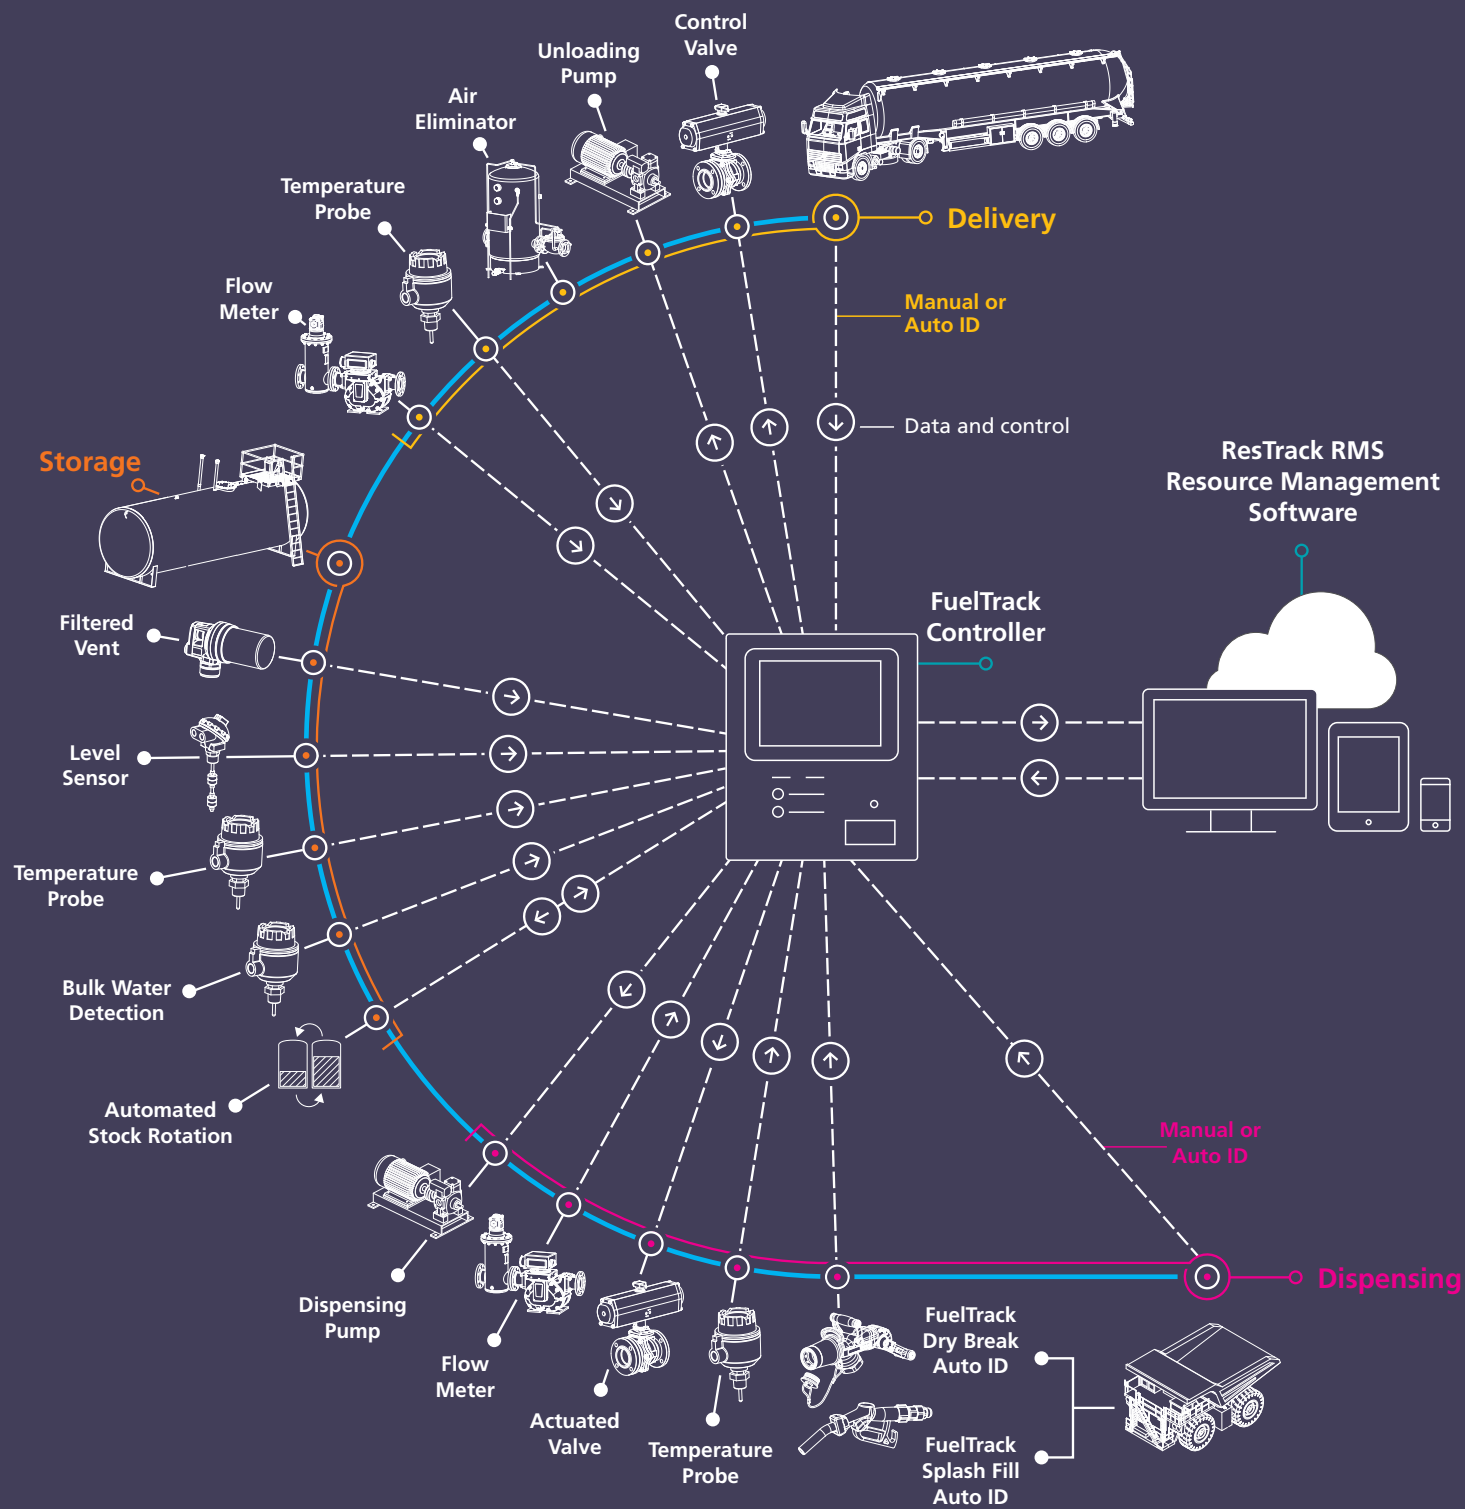 Control
Valve
Unloading
Pump
Air
Eliminator
Temperature
Probe
Flow
Meter
Delivery
Manual or
Auto ID
Data and control
Storage
ResTrack RMS
Resource Management
Software
FuelTrack
Controller
Filtered
Vent
Level
Sensor
Temperature
Probe
Bulk Water
Detection
Automated
Stock Rotation
Manual or
Auto ID
Dispensing
Dispensing
Pump
Flow
Meter
Actuated
Valve
Temperature
Probe
FuelTrack
Dry Break
Auto ID
FuelTrack
Splash Fill
Auto ID